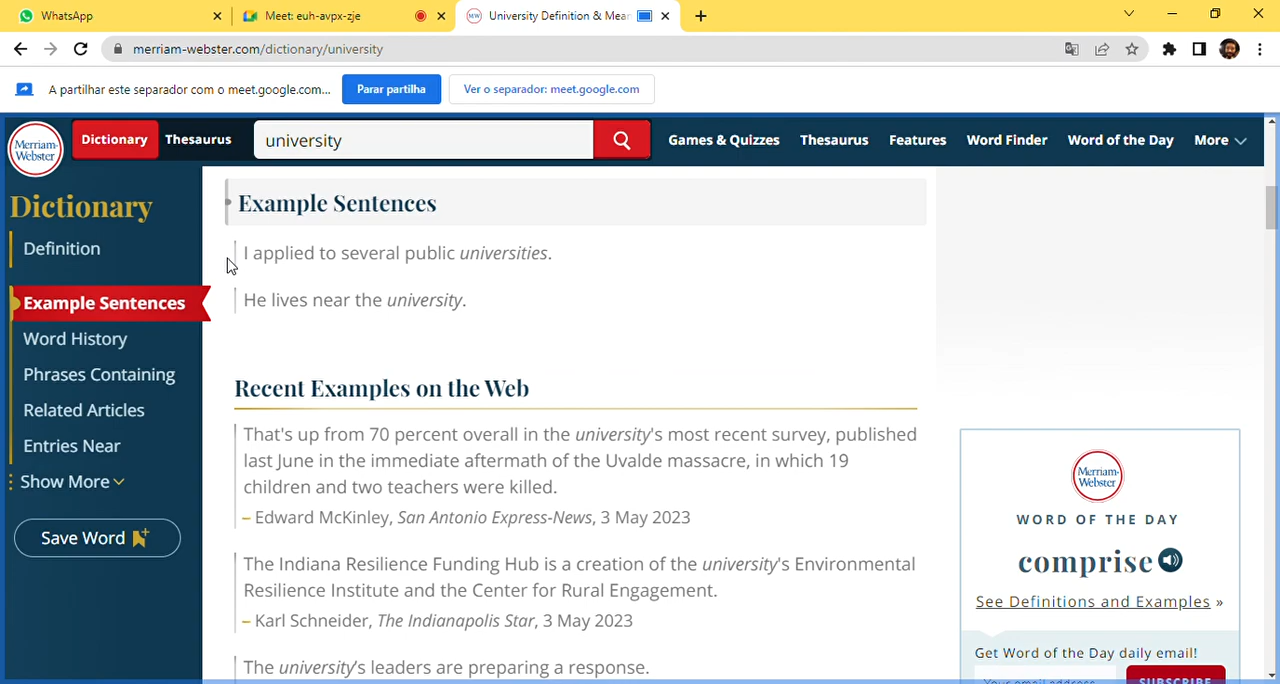 WhatsApp
Meet: euh-avpx-zje
University Definition & Mear
merriam-webster.com/dictionary/university
A partilhar este separador com o meet.google.com...
Parar partilha
Ver o separador: meet.google.com
Merriam-Webster
Dictionary
Thesaurus
university
Games & Quizzes
Thesaurus
Features
Word Finder
Word of the Day
More
Dictionary
Definition
Example Sentences
Word History
Phrases Containing
Related Articles
Entries Near
Show More
Save Word
Example Sentences
I applied to several public universities.
He lives near the university.
Recent Examples on the Web
That's up from 70 percent overall in the university's most recent survey, published
last June in the immediate aftermath of the Uvalde massacre, in which 19
children and two teachers were killed.
– Edward McKinley, San Antonio Express-News, 3 May 2023
The Indiana Resilience Funding Hub is a creation of the university's Environmental
Resilience Institute and the Center for Rural Engagement.
– Karl Schneider, The Indianapolis Star, 3 May 2023
The university's leaders are preparing a response.
Merriam-Webster
WORD OF THE DAY
comprise
See Definitions and Examples »
Get Word of the Day daily email!
Your email address
SUBSCRIBE